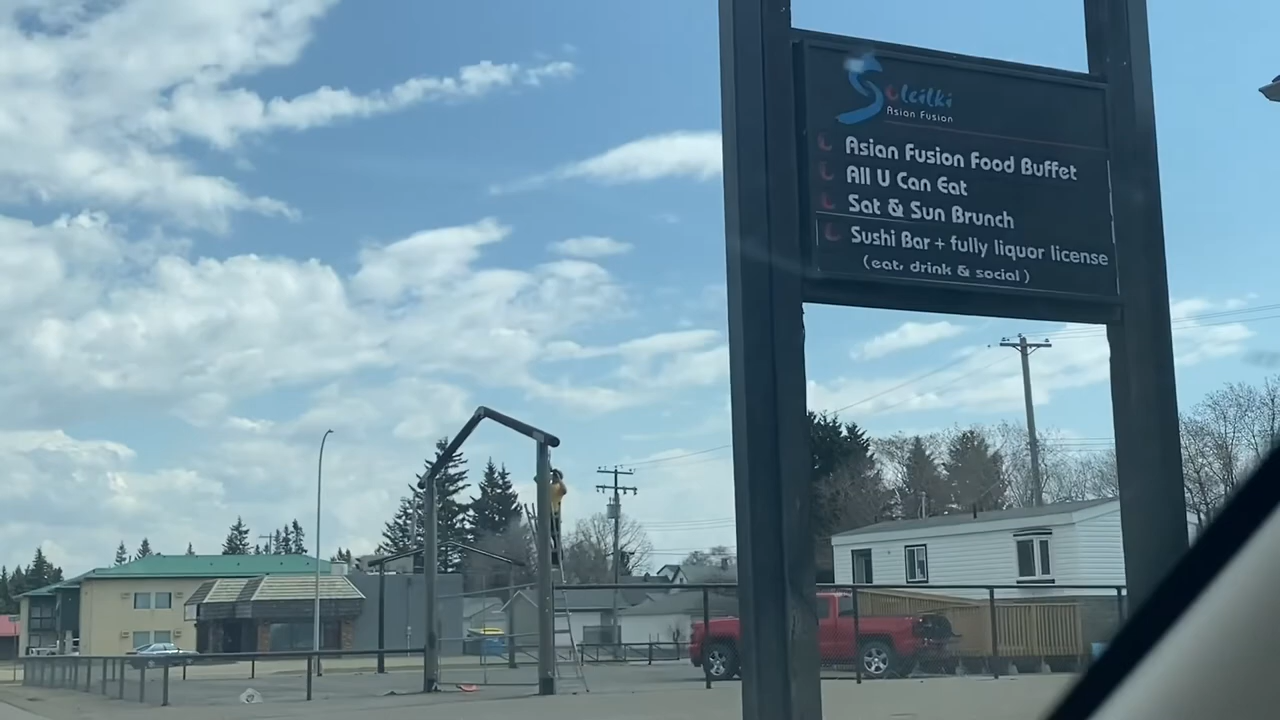 Solkilki
Asian Fusion
Asian Fusion Food Buffet
All U Can Eat
Sat & Sun Brunch
Sushi Bar + fully liquor license
(eat, drink & social)